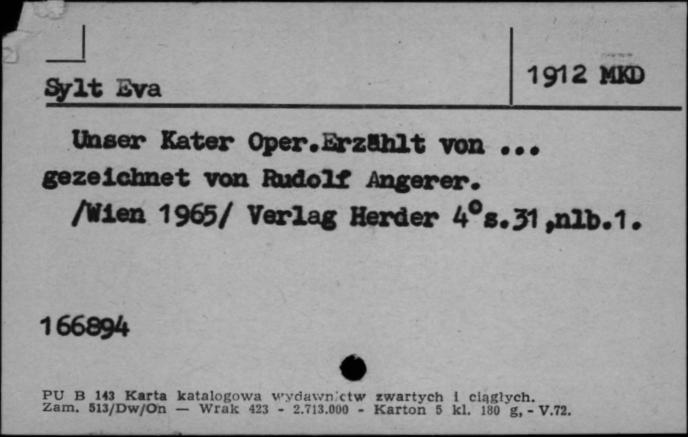 Sylt Eva
1912 MKD
Unser Kater Oper.Erzählt von ...
gezeichnet von Rudolf Angerer.
/Wien 1965/ Verlag Herder 4°s.31,nlb.1.
166894
PU B 143 Karta katalogowa wydawnictw zwartych i ciągłych.
Zam. 513/Dw/On — Wrak 423 - 2.713.000 - Karton 5 kl. 180 g, - V.72.